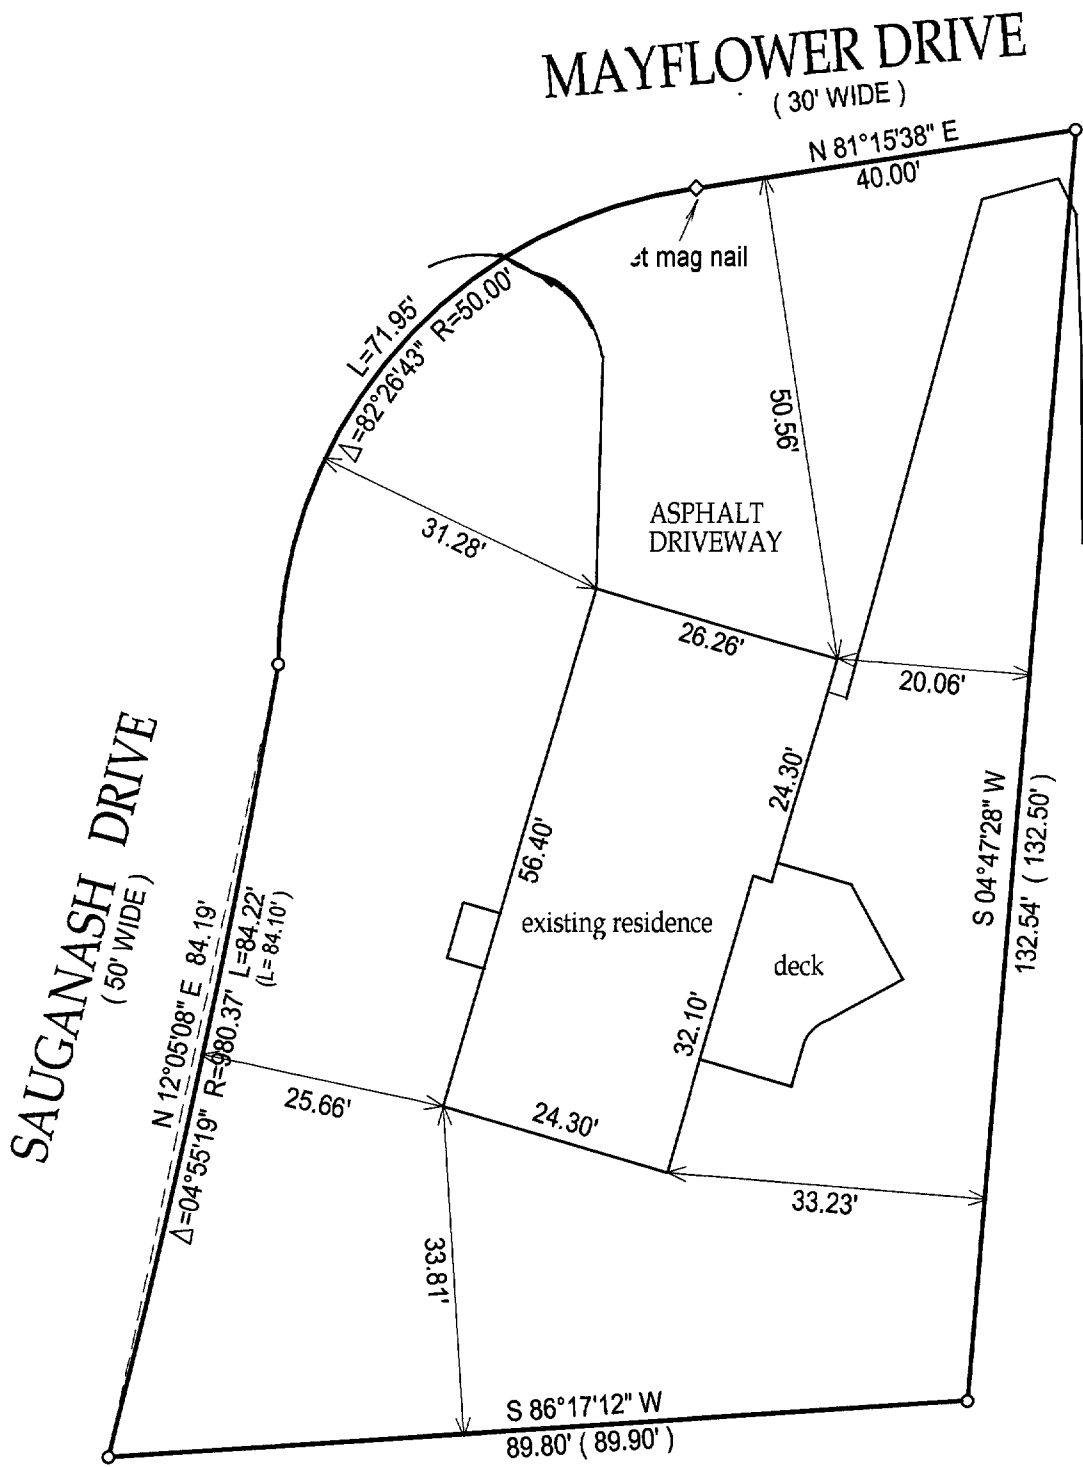 MAYFLOWER DRIVE
( 30' WIDE )
N 81°15'38" E
40.00'
mag nail
L=71.95'
Δ=82°26'43" R=50.00'
50.56'
31.28'
ASPHALT
DRIVEWAY
26.26'
20.06'
SAUGANASH DRIVE
( 50' WIDE )
N 12°05'08" E 84.19'
Δ=04°55'19" R=980.37' L=84.22'
(L= 84.10')
56.40'
24.30'
existing residence
deck
32.10'
S 04°47'28" W
132.54' ( 132.50' )
25.66'
24.30'
33.23'
33.81'
S 86°17'12" W
89.80' ( 89.90' )